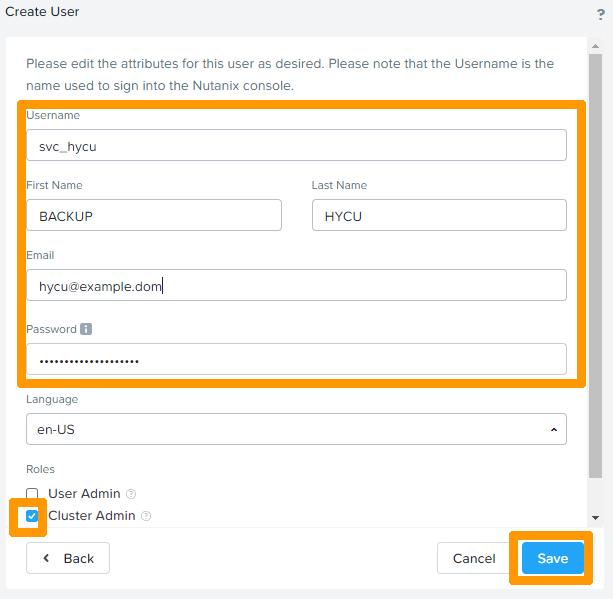 Create User
?
Please edit the attributes for this user as desired. Please note that the Username is the
name used to sign into the Nutanix console.
Username
svc_hycu
First Name Last Name
BACKUP HYCU
Email
hycu@example.dom
Password i
••••••••••••••••••••
Language
en-US
Roles
User Admin ?
Cluster Admin ?
Back Cancel Save